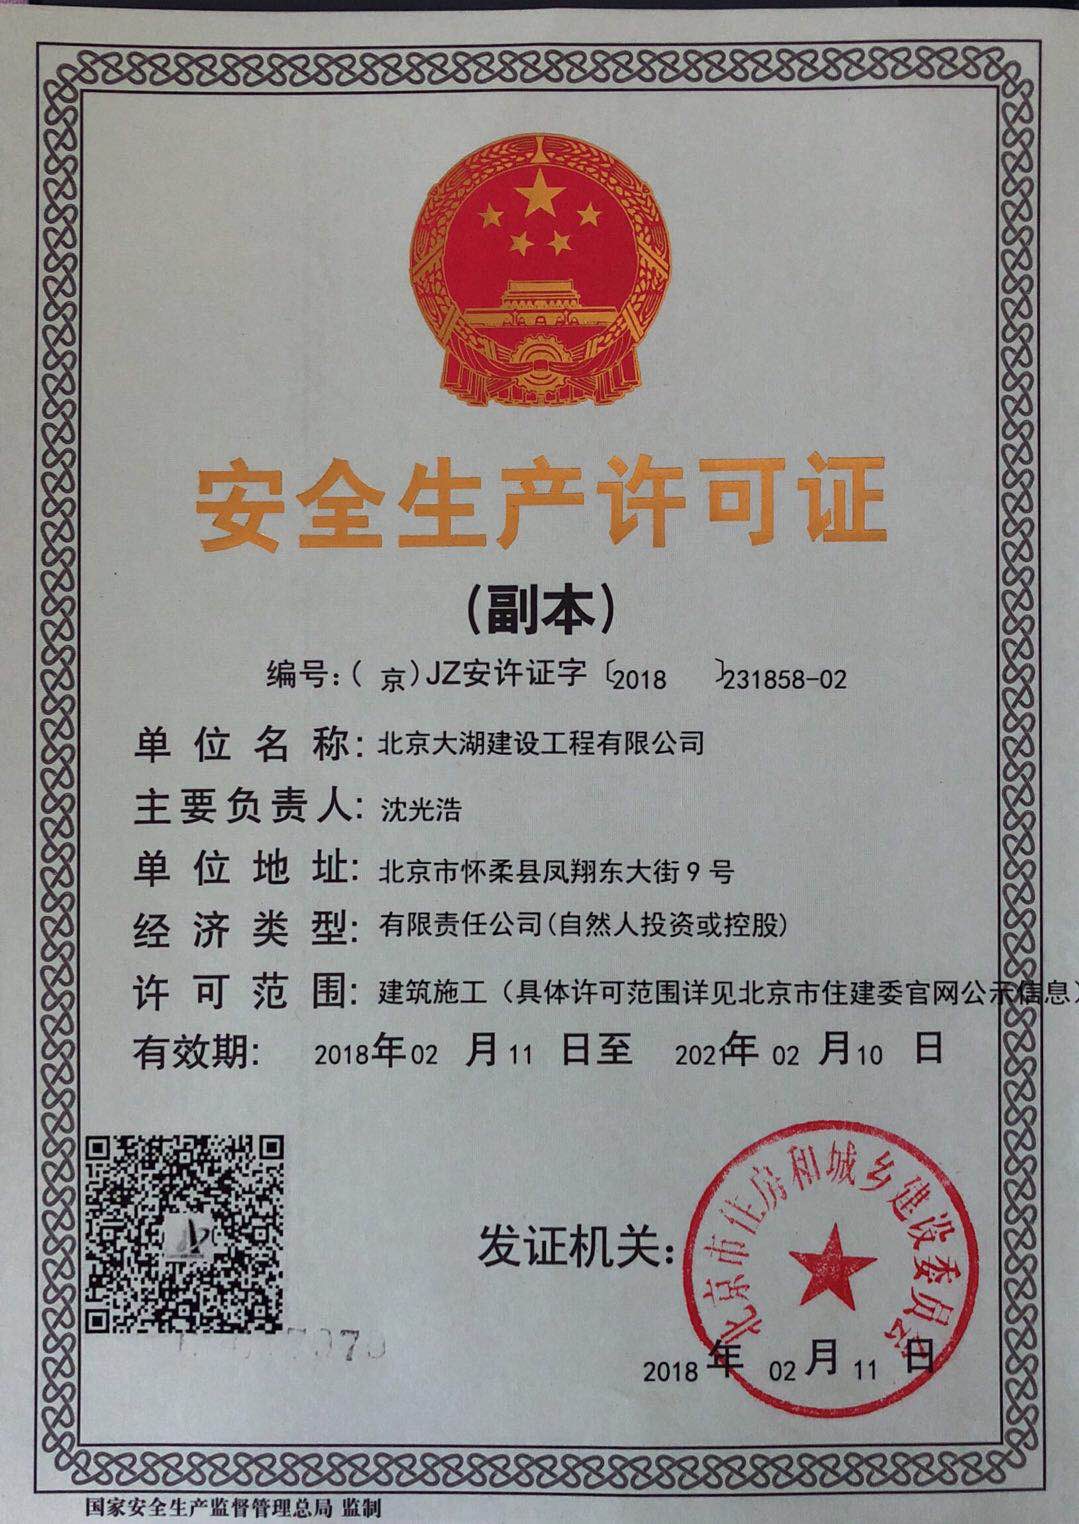 安全生产许可证
(副本)
编号:(京)JZ安许证字〔2018〕231858-02
单位名称:北京大湖建设工程有限公司
主要负责人:沈光浩
单位地址:北京市怀柔县凤翔东大街9号
经济类型:有限责任公司(自然人投资或控股)
许可范围:建筑施工（具体许可范围详见北京市住建委官网公示信息）
有效期: 2018年02月11日至2021年02月10日
北京市住房和城乡建设委员会
发证机关:
2018年02月11日
国家安全生产监督管理总局 监制